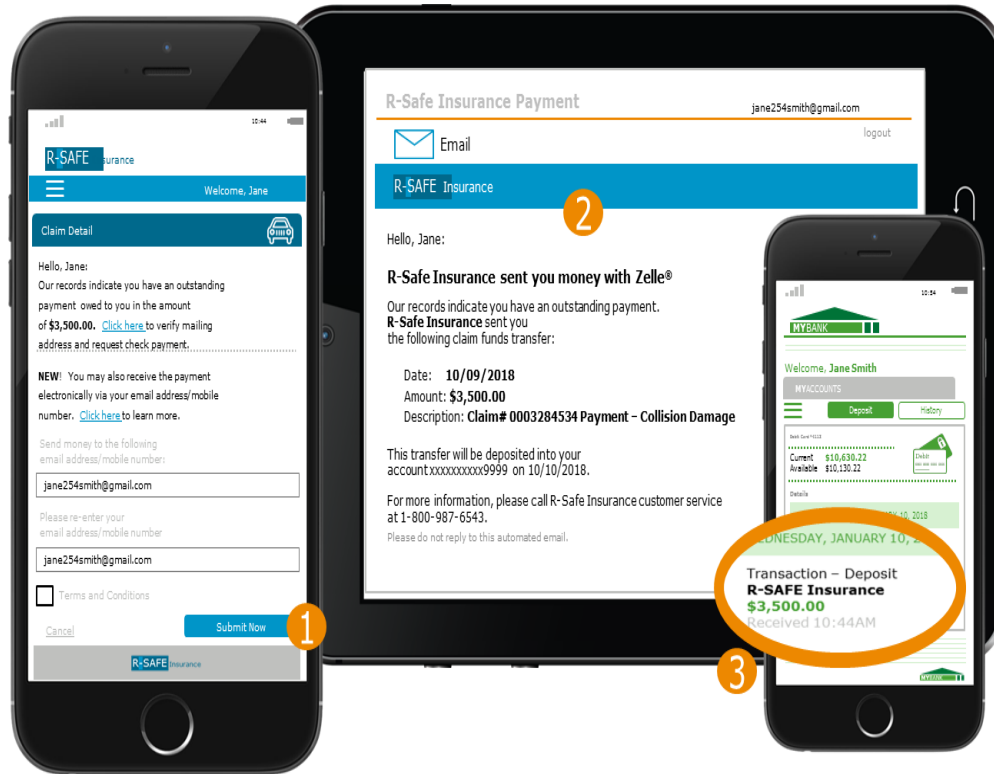 10:44
R-SAFE surance
Welcome, Jane
Claim Detail
Hello, Jane:
Our records indicate you have an outstanding
payment owed to you in the amount
of $3,500.00. Click here to verify mailing
address and request check payment.
NEW! You may also receive the payment
electronically via your email address/mobile
number. Click here to learn more.
Send money to the following
email address/mobile number:
jane254smith@gmail.com
Please re-enter your
email address/mobile number
jane254smith@gmail.com
Terms and Conditions
Cancel
Submit Now
1
R-SAFE Insurance
R-Safe Insurance Payment
jane254smith@gmail.com
logout
Email
R-SAFE Insurance
2
Hello, Jane:
R-Safe Insurance sent you money with Zelle®
Our records indicate you have an outstanding payment.
R-Safe Insurance sent you
the following claim funds transfer:
Date: 10/09/2018
Amount: $3,500.00
Description: Claim# 0003284534 Payment – Collision Damage
This transfer will be deposited into your
account xxxxxxxxxx9999 on 10/10/2018.
For more information, please call R-Safe Insurance customer service
at 1-800-987-6543.
Please do not reply to this automated email.
10:54
MYBANK
Welcome, Jane Smith
MYACCOUNTS
Deposit
History
Debit Card
Current $10,630.22
Available $10,130.22
Debit
Details
10, 2018
DNESDAY, JANUARY 10, 2
Transaction – Deposit
R-SAFE Insurance
$3,500.00
Received 10:44AM
3
MYBANK